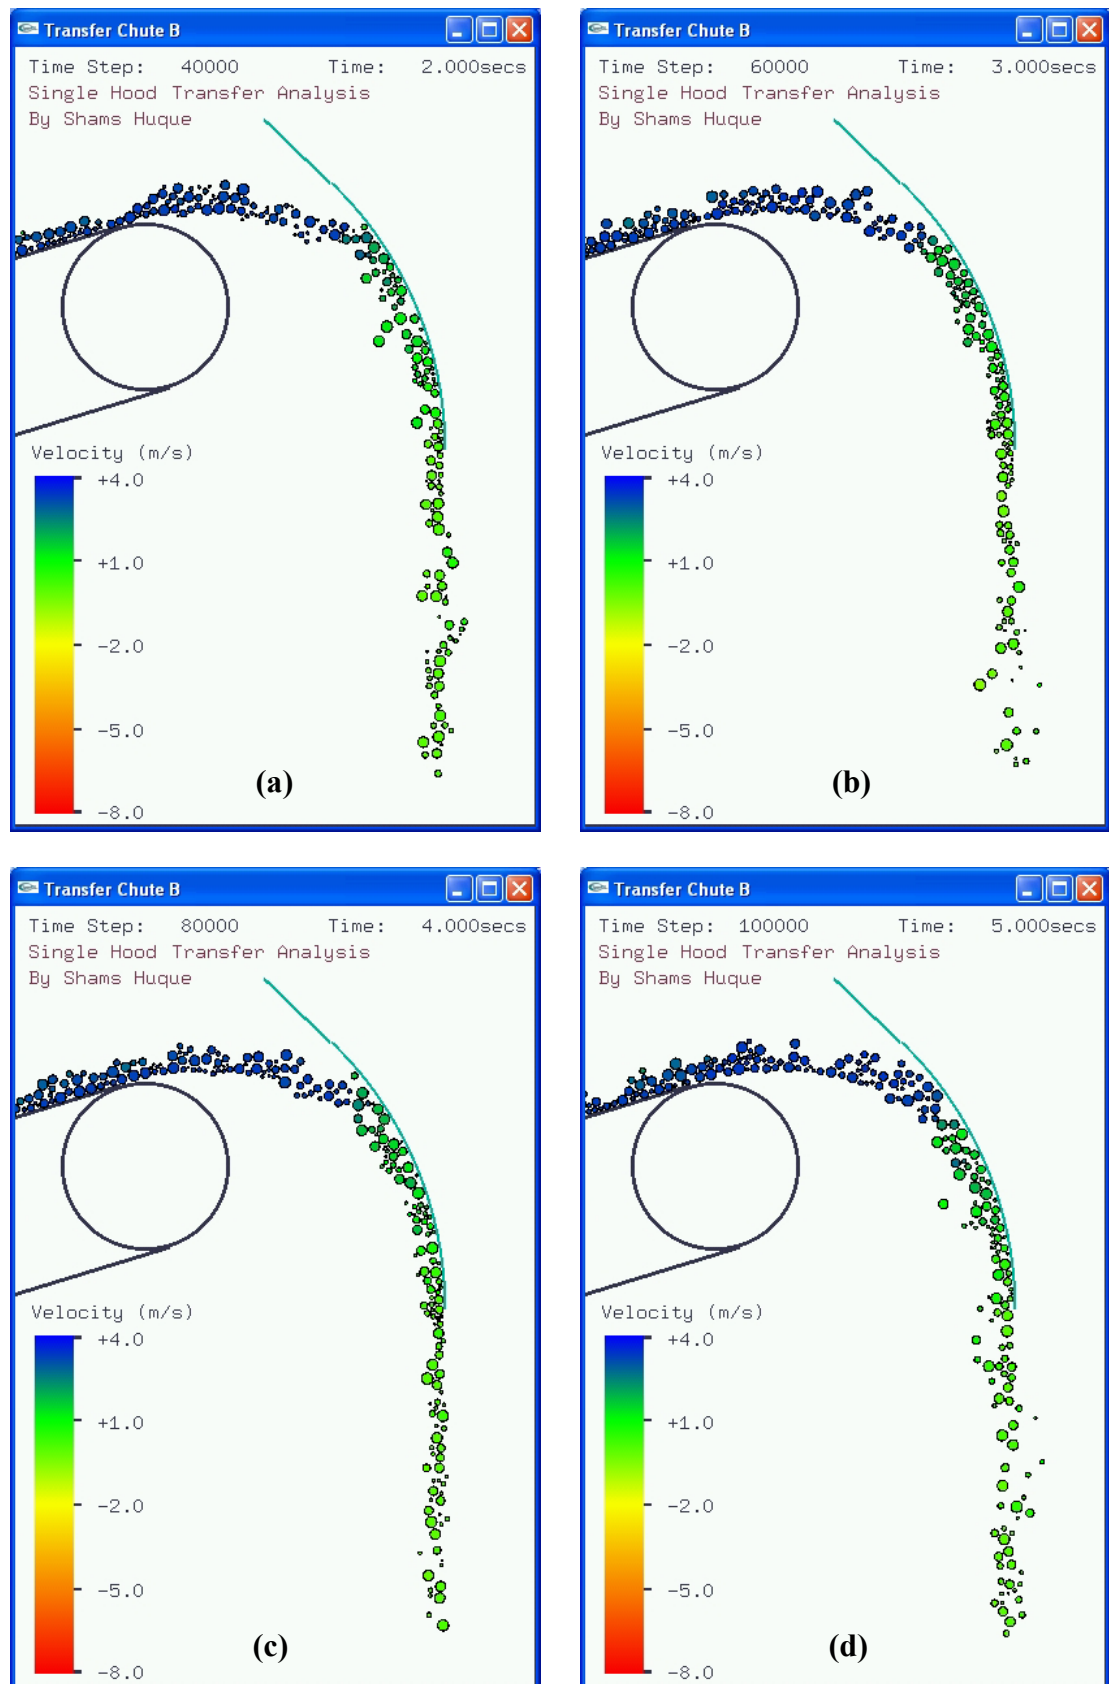 Transfer Chute B
Time Step: 40000 Time: 2.000secs
Single Hood Transfer Analysis
By Shams Huque
Velocity (m/s)
+4.0
+1.0
-2.0
-5.0
-8.0
(a)
Transfer Chute B
Time Step: 60000 Time: 3.000secs
Single Hood Transfer Analysis
By Shams Huque
Velocity (m/s)
+4.0
+1.0
-2.0
-5.0
-8.0
(b)
Transfer Chute B
Time Step: 80000 Time: 4.000secs
Single Hood Transfer Analysis
By Shams Huque
Velocity (m/s)
+4.0
+1.0
-2.0
-5.0
-8.0
(c)
Transfer Chute B
Time Step: 100000 Time: 5.000secs
Single Hood Transfer Analysis
By Shams Huque
Velocity (m/s)
+4.0
+1.0
-2.0
-5.0
-8.0
(d)